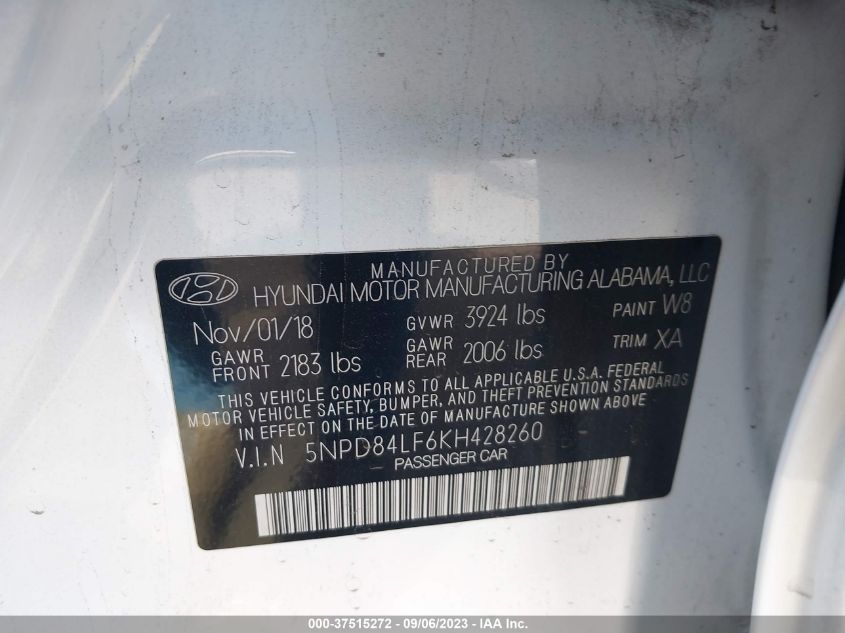 MANUFACTURED BY
HYUNDAI MOTOR MANUFACTURING ALABAMA, LLC
Nov/01/18 GVWR 3924 lbs PAINT W8
GAWR FRONT 2183 lbs GAWR REAR 2006 lbs TRIM XA
THIS VEHICLE CONFORMS TO ALL APPLICABLE U.S.A. FEDERAL
MOTOR VEHICLE SAFETY, BUMPER, AND THEFT PREVENTION STANDARDS
IN EFFECT ON THE DATE OF MANUFACTURE SHOWN ABOVE
V.I.N 5NPD84LF6KH428260
PASSENGER CAR
000-37515272 - 09/06/2023 - IAA Inc.